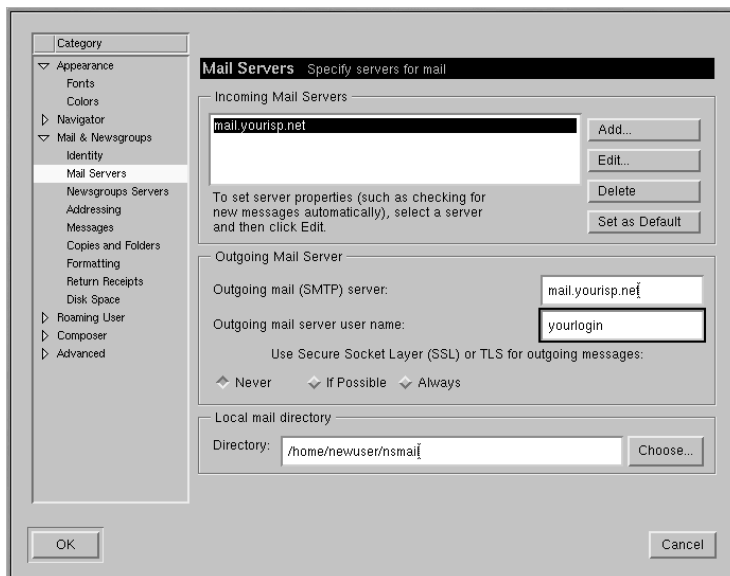 Category
Appearance
Fonts
Colors
Navigator
Mail & Newsgroups
Identity
Mail Servers
Newsgroups Servers
Addressing
Messages
Copies and Folders
Formatting
Return Receipts
Disk Space
Roaming User
Composer
Advanced
Mail Servers Specify servers for mail
Incoming Mail Servers
mail.yourisp.net
Add...
Edit...
Delete
Set as Default
To set server properties (such as checking for
new messages automatically), select a server
and then click Edit.
Outgoing Mail Server
Outgoing mail (SMTP) server:
mail.yourisp.net
Outgoing mail server user name:
yourlogin
Use Secure Socket Layer (SSL) or TLS for outgoing messages:
Never If Possible Always
Local mail directory
Directory:
/home/newuser/nsmail
Choose...
OK
Cancel